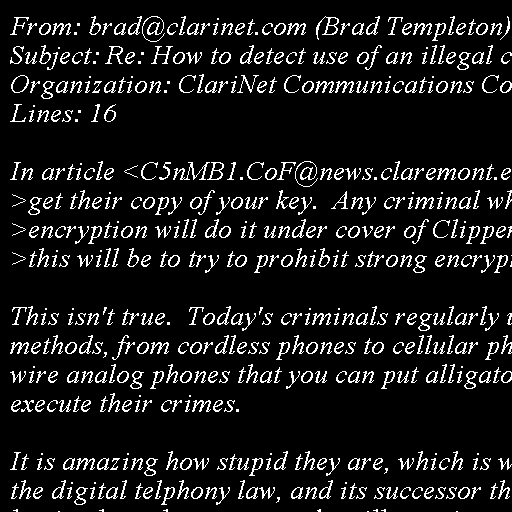 From: brad@clarinet.com (Brad Templeton)
Subject: Re: How to detect use of an illegal c
Organization: ClariNet Communications Co
Lines: 16

In article <C5nMB1.CoF@news.claremont.e
>get their copy of your key.  Any criminal wh
>encryption will do it under cover of Clipper
>this will be to try to prohibit strong encryp

This isn't true.  Today's criminals regularly u
methods, from cordless phones to cellular ph
wire analog phones that you can put alligato
execute their crimes.

It is amazing how stupid they are, which is w
the digital telphony law, and its successor th